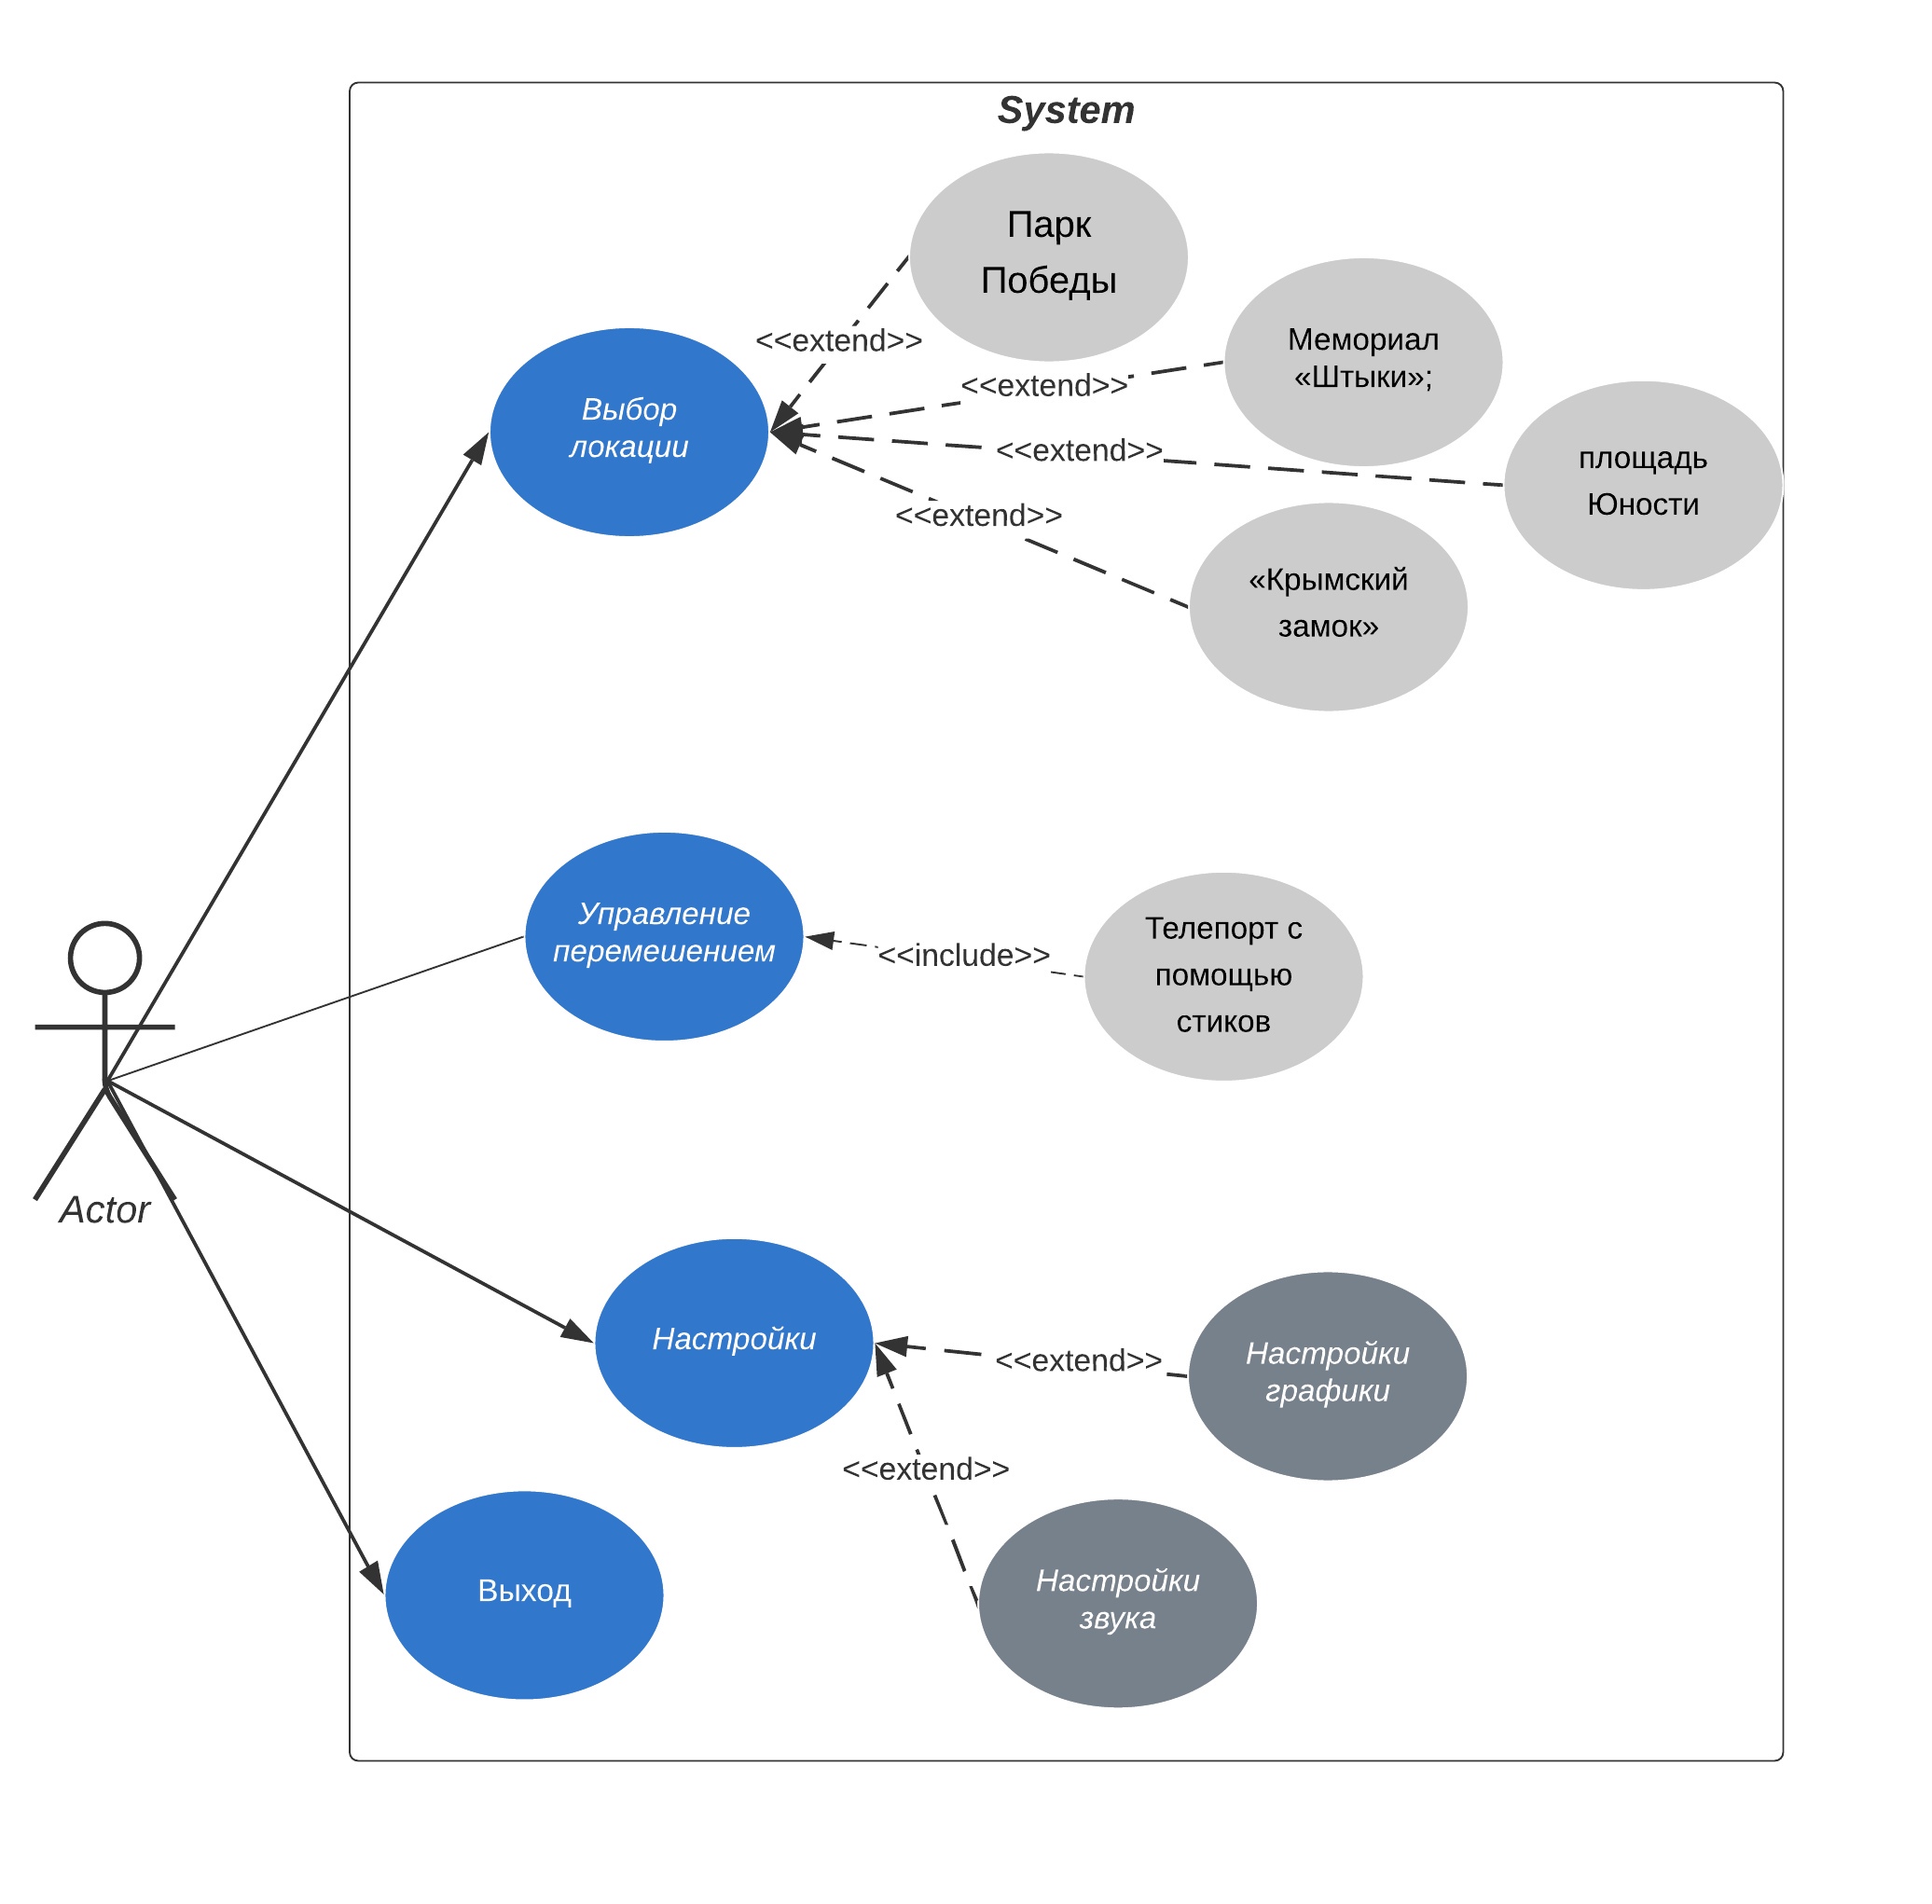 System
Парк
Победы
<<extend>>
Мемориал
«Штыки»;
<<extend>>
Выбор
локации
<<extend>>
площадь
Юности
<<extend>>
«Крымский
замок»
Управление
перемешением
<<include>>
Телепорт с
помощью
стиков
Actor
Настройки
<<extend>>
Настройки
графики
<<extend>>
Выход
Настройки
звука